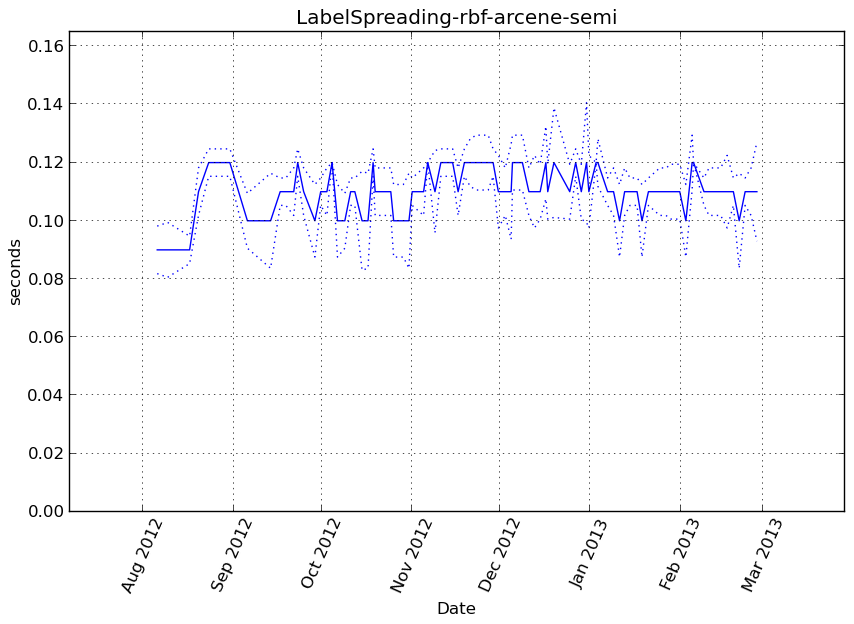 LabelSpreading-rbf-arcene-semi
0.16
0.14
0.12
0.10
0.08
0.06
0.04
0.02
0.00
seconds
Aug 2012
Sep 2012
Oct 2012
Nov 2012
Dec 2012
Jan 2013
Feb 2013
Mar 2013
Date